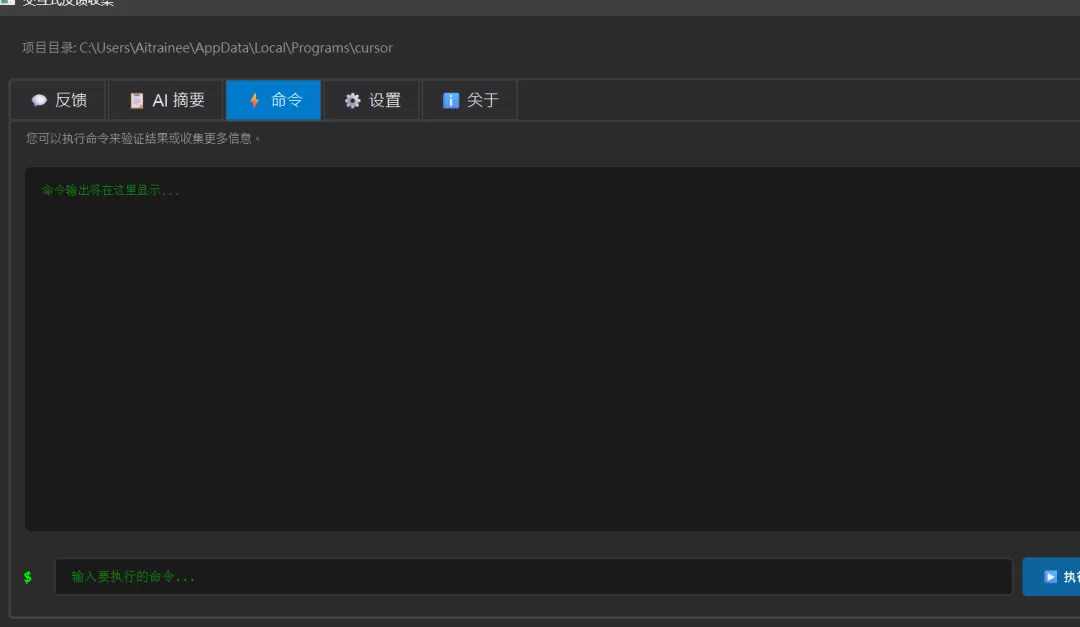 交互式反馈收集
项目目录: C:\Users\Aitrainee\AppData\Local\Programs\cursor
反馈 AI 摘要 命令 设置 关于
您可以执行命令来验证结果或收集更多信息。
命令输出将在这里显示...
$ 输入要执行的命令... 执行